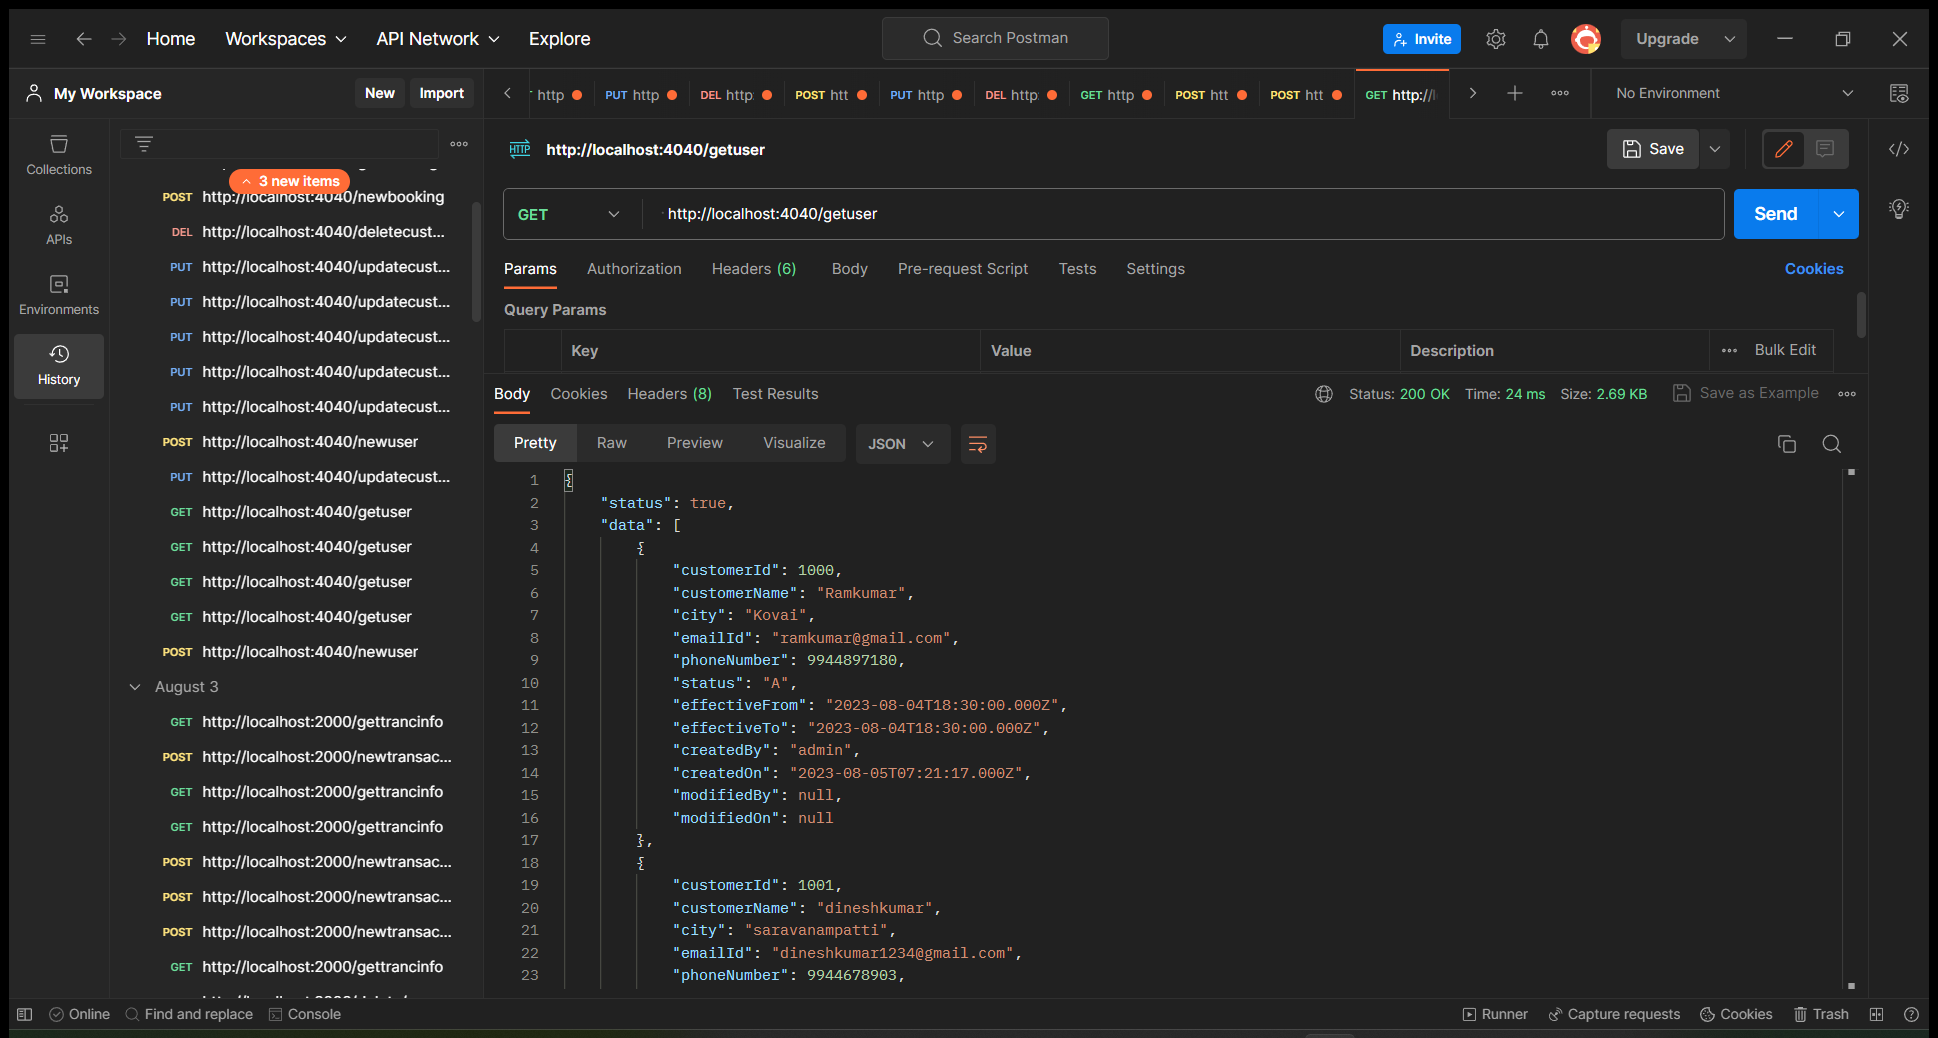 Home Workspaces API Network Explore Search Postman Invite Upgrade
My Workspace New Import
http PUT http DEL http POST htt PUT http DEL http GET http POST htt POST htt GET http://l No Environment
Collections
APIs
Environments
History
3 new items
POST http://localhost:4040/newbooking
DEL http://localhost:4040/deletecust...
PUT http://localhost:4040/updatecust...
PUT http://localhost:4040/updatecust...
PUT http://localhost:4040/updatecust...
PUT http://localhost:4040/updatecust...
PUT http://localhost:4040/updatecust...
POST http://localhost:4040/newuser
PUT http://localhost:4040/updatecust...
GET http://localhost:4040/getuser
GET http://localhost:4040/getuser
GET http://localhost:4040/getuser
GET http://localhost:4040/getuser
POST http://localhost:4040/newuser
August 3
GET http://localhost:2000/gettrancinfo
POST http://localhost:2000/newtransac...
GET http://localhost:2000/gettrancinfo
GET http://localhost:2000/gettrancinfo
POST http://localhost:2000/newtransac...
POST http://localhost:2000/newtransac...
POST http://localhost:2000/newtransac...
GET http://localhost:2000/gettrancinfo
HTTP http://localhost:4040/getuser Save
GET http://localhost:4040/getuser Send
Params Authorization Headers (6) Body Pre-request Script Tests Settings Cookies
Query Params
Key Value Description Bulk Edit
Body Cookies Headers (8) Test Results Status: 200 OK Time: 24 ms Size: 2.69 KB Save as Example
Pretty Raw Preview Visualize JSON
1 {
2 "status": true,
3 "data": [
4 {
5 "customerId": 1000,
6 "customerName": "Ramkumar",
7 "city": "Kovai",
8 "emailId": "ramkumar@gmail.com",
9 "phoneNumber": 9944897180,
10 "status": "A",
11 "effectiveFrom": "2023-08-04T18:30:00.000Z",
12 "effectiveTo": "2023-08-04T18:30:00.000Z",
13 "createdBy": "admin",
14 "createdOn": "2023-08-05T07:21:17.000Z",
15 "modifiedBy": null,
16 "modifiedOn": null
17 },
18 {
19 "customerId": 1001,
20 "customerName": "dineshkumar",
21 "city": "saravanampatti",
22 "emailId": "dineshkumar1234@gmail.com",
23 "phoneNumber": 9944678903,
Online Find and replace Console Runner Capture requests Cookies Trash